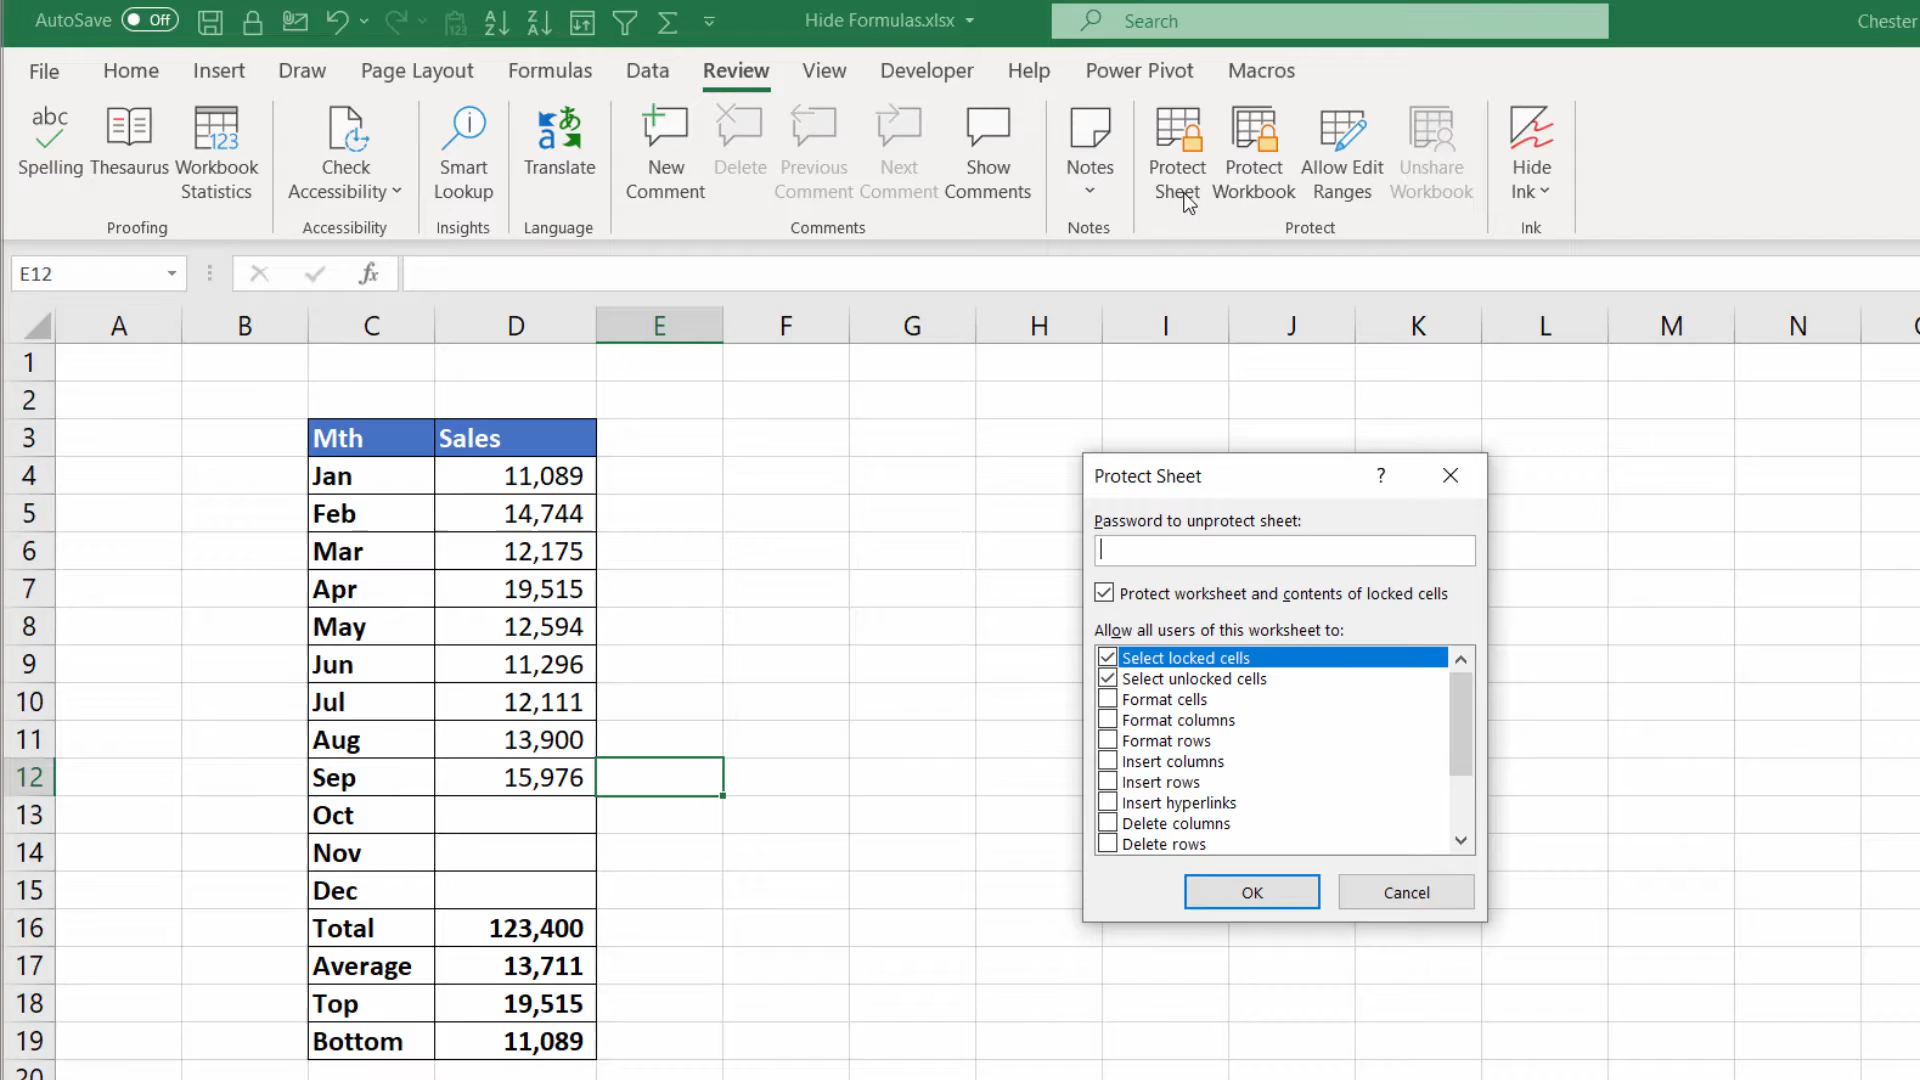 AutoSave Off Hide Formulas.xlsx Search Chester
File Home Insert Draw Page Layout Formulas Data Review View Developer Help Power Pivot Macros
abc Spelling
Thesaurus
123 Workbook Statistics
Proofing
Check Accessibility
Accessibility
Smart Lookup
Insights
Translate
Language
New Comment
Delete
Previous Comment
Next Comment
Show Comments
Comments
Notes
Notes
Protect Sheet
Protect Workbook
Allow Edit Ranges
Unshare Workbook
Protect
Hide Ink
Ink
E12 fx
A B C D E F G H I J K L M N
1
2
3 Mth Sales
4 Jan 11,089
5 Feb 14,744
6 Mar 12,175
7 Apr 19,515
8 May 12,594
9 Jun 11,296
10 Jul 12,111
11 Aug 13,900
12 Sep 15,976
13 Oct
14 Nov
15 Dec
16 Total 123,400
17 Average 13,711
18 Top 19,515
19 Bottom 11,089
20
Protect Sheet ?
Password to unprotect sheet:
Protect worksheet and contents of locked cells
Allow all users of this worksheet to:
Select locked cells
Select unlocked cells
Format cells
Format columns
Format rows
Insert columns
Insert rows
Insert hyperlinks
Delete columns
Delete rows
OK Cancel